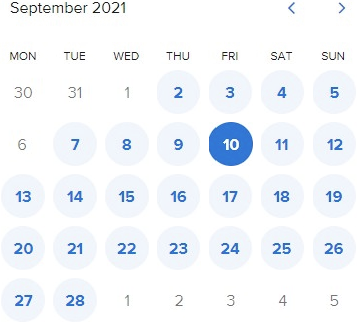 September 2021
MON TUE WED THU FRI SAT SUN
30 31 1 2 3 4 5
6 7 8 9 10 11 12
13 14 15 16 17 18 19
20 21 22 23 24 25 26
27 28 1 2 3 4 5